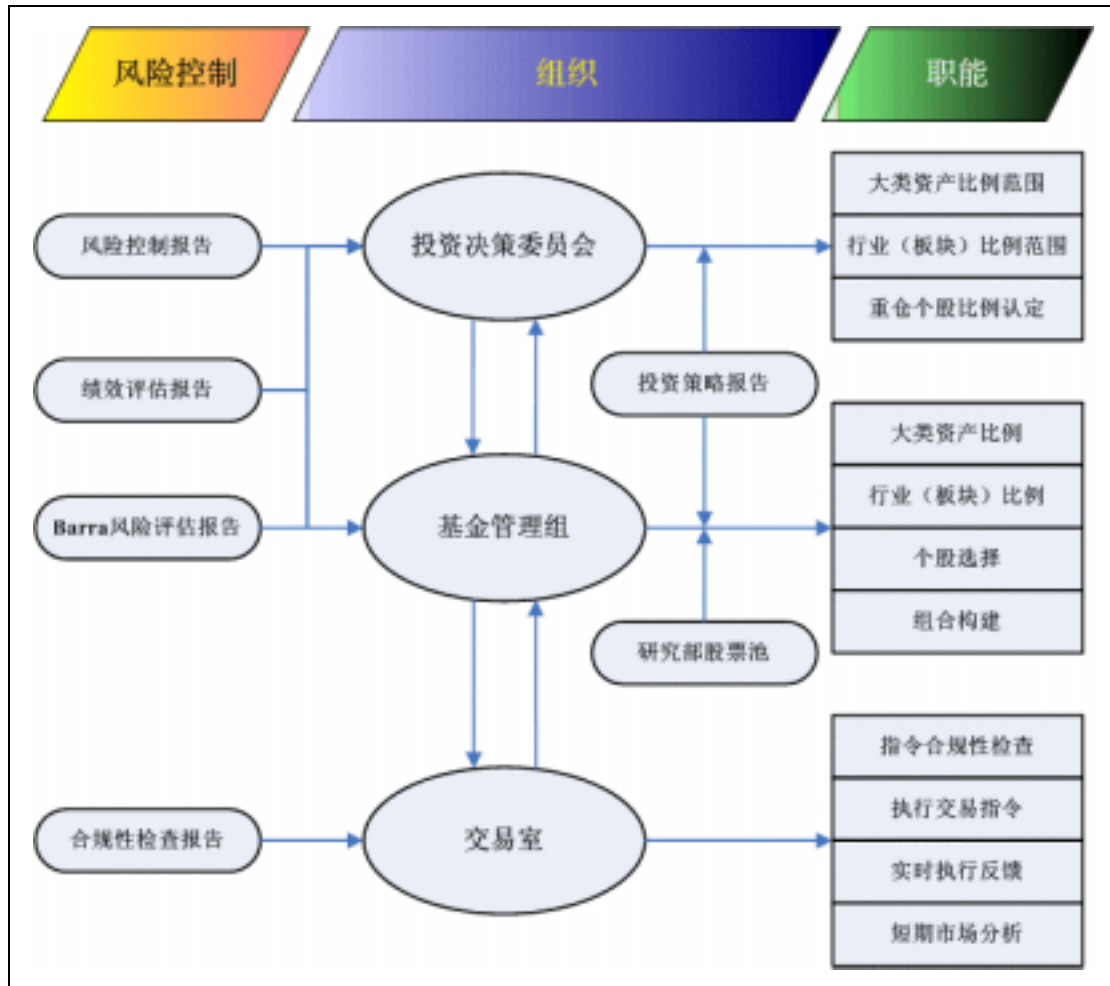 风险控制
组织
职能
大类资产比例范围
风险控制报告
投资决策委员会
行业（板块）比例范围
重仓个股比例认定
绩效评估报告
投资策略报告
大类资产比例
行业（板块）比例
Barra风险评估报告
基金管理组
个股选择
组合构建
研究部股票池
指令合规性检查
执行交易指令
合规性检查报告
交易室
实时执行反馈
短期市场分析